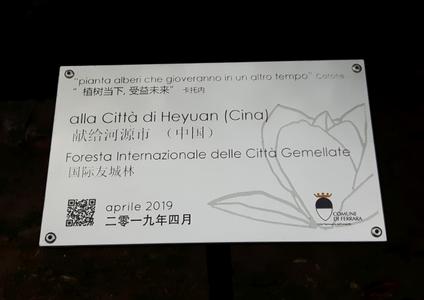 "pianta alberi che gioveranno in un altro tempo" Catone
"植树当下, 受益未来" 卡托内
alla Città di Heyuan (Cina)
献给河源市 （中国）
Foresta Internazionale delle Città Gemellate
国际友城林
aprile 2019
二零一九年四月
COMUNE
DI FERRARA